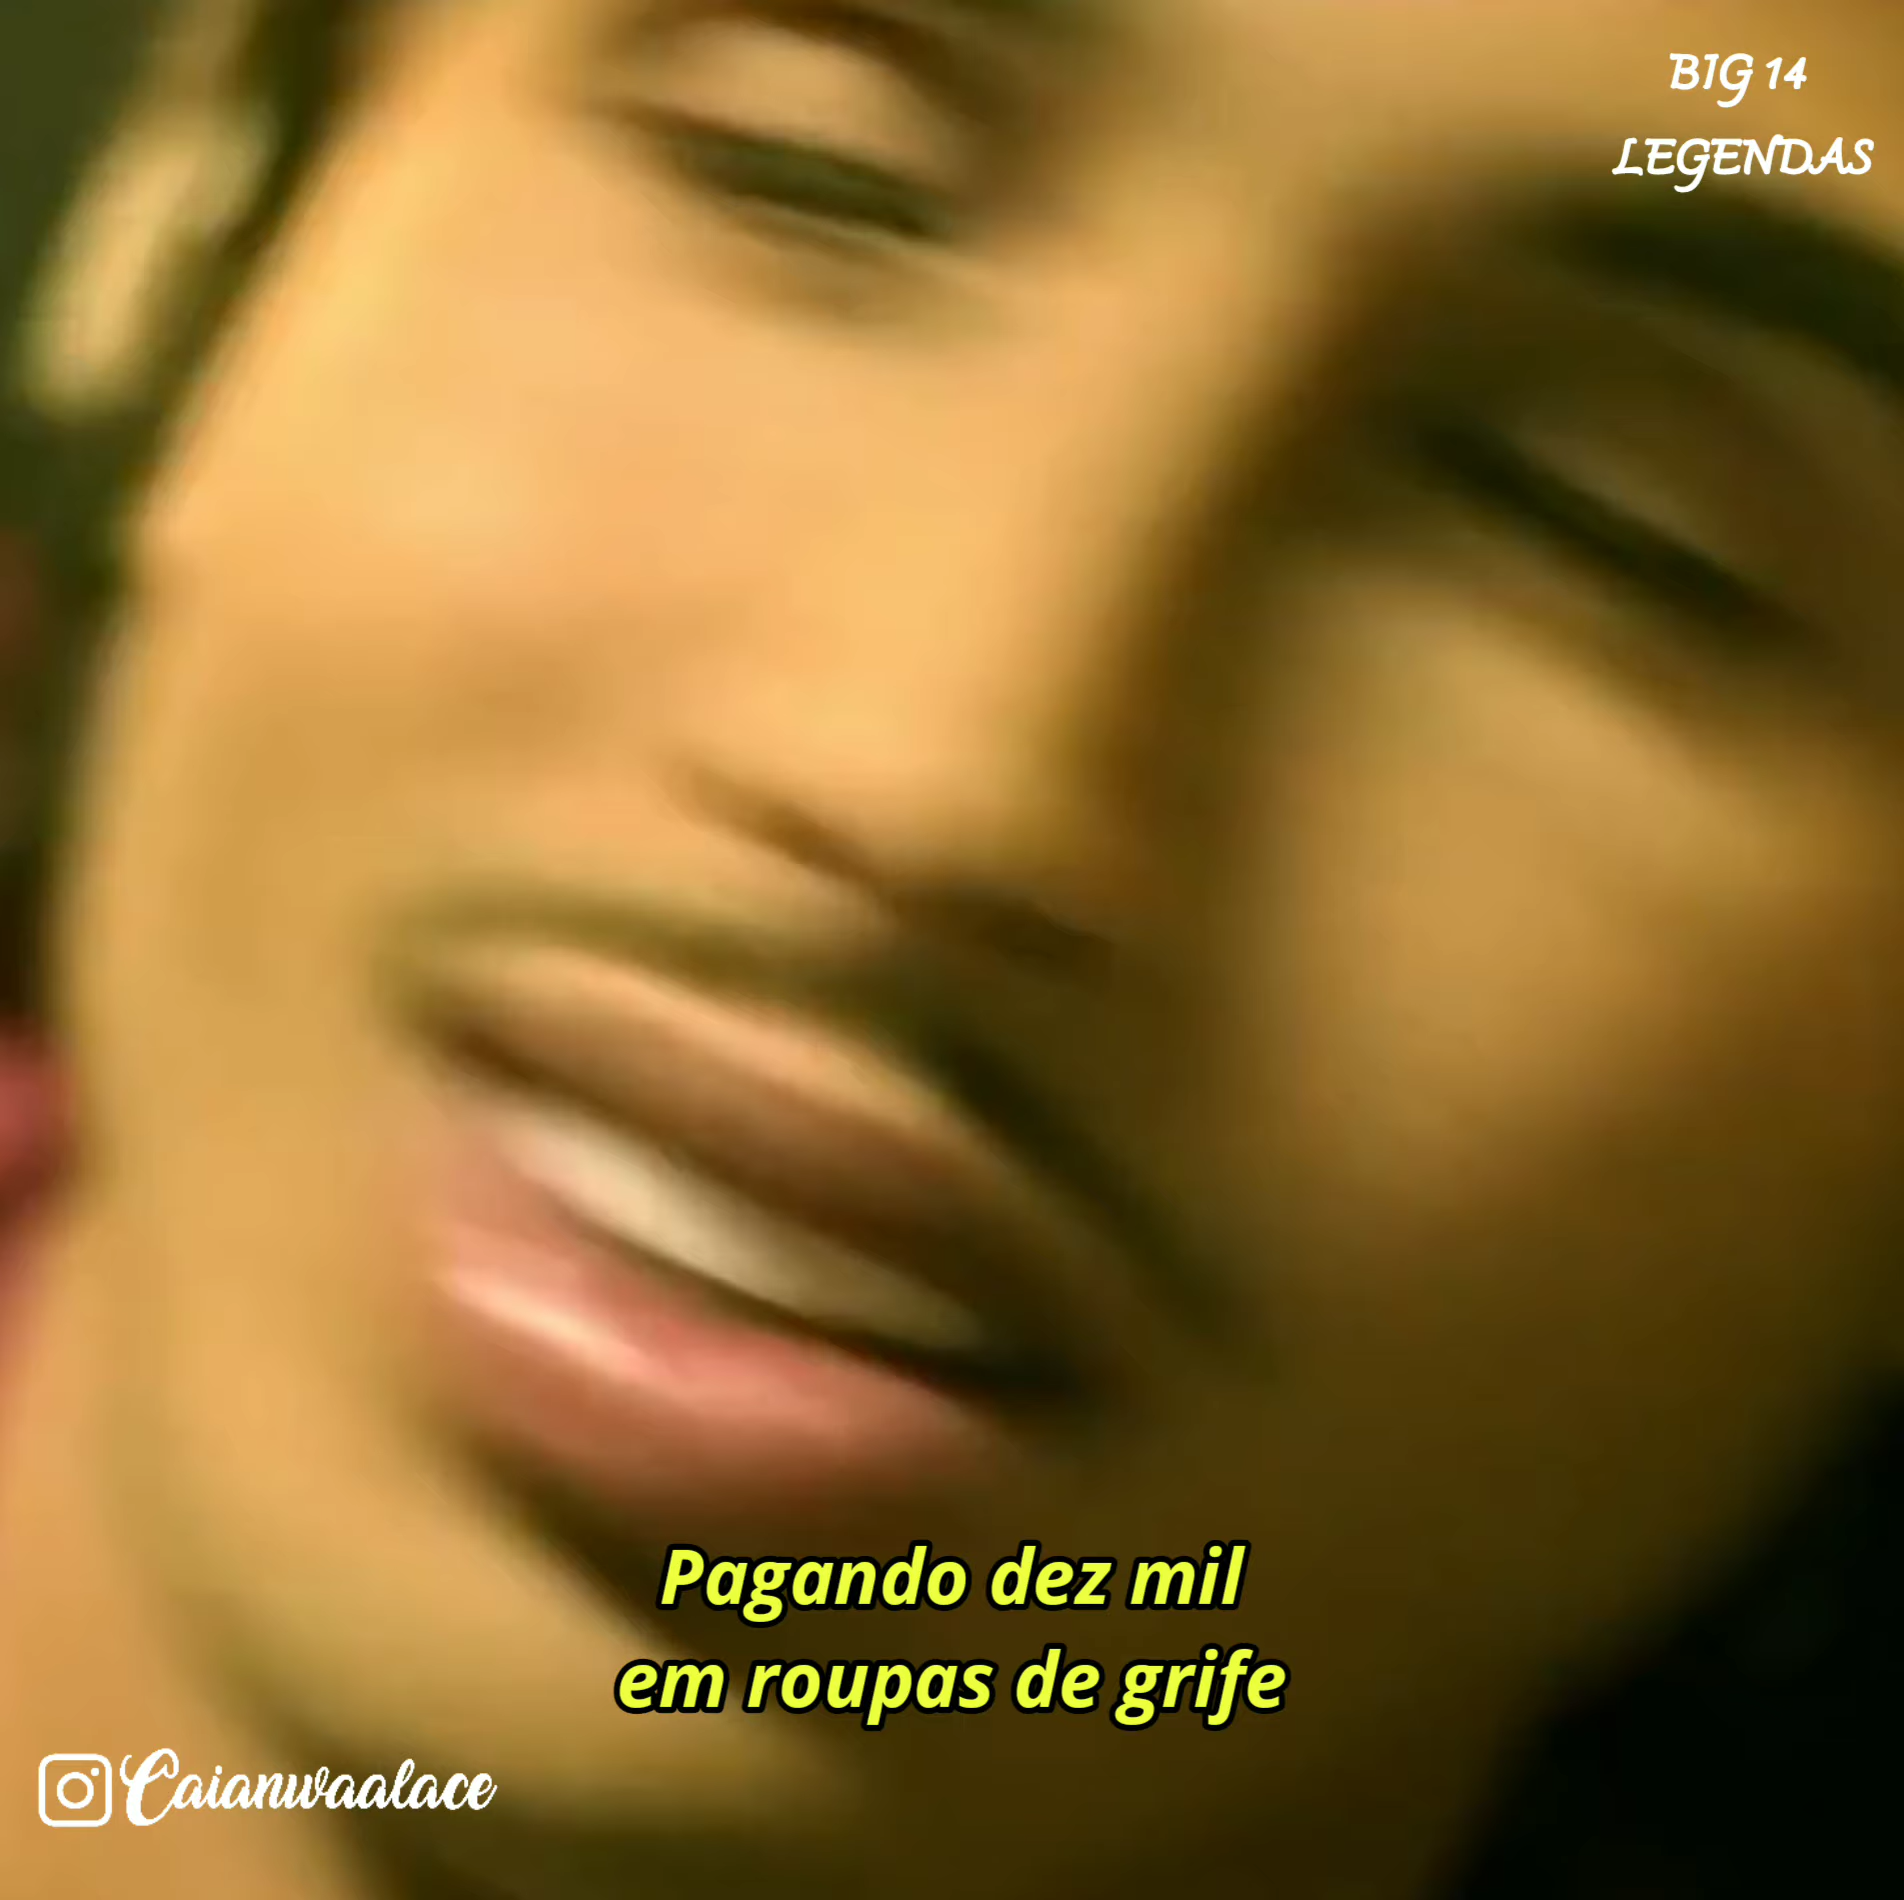 BIG 14
LEGENDAS
Pagando dez mil
em roupas de grife
Caianwaalace